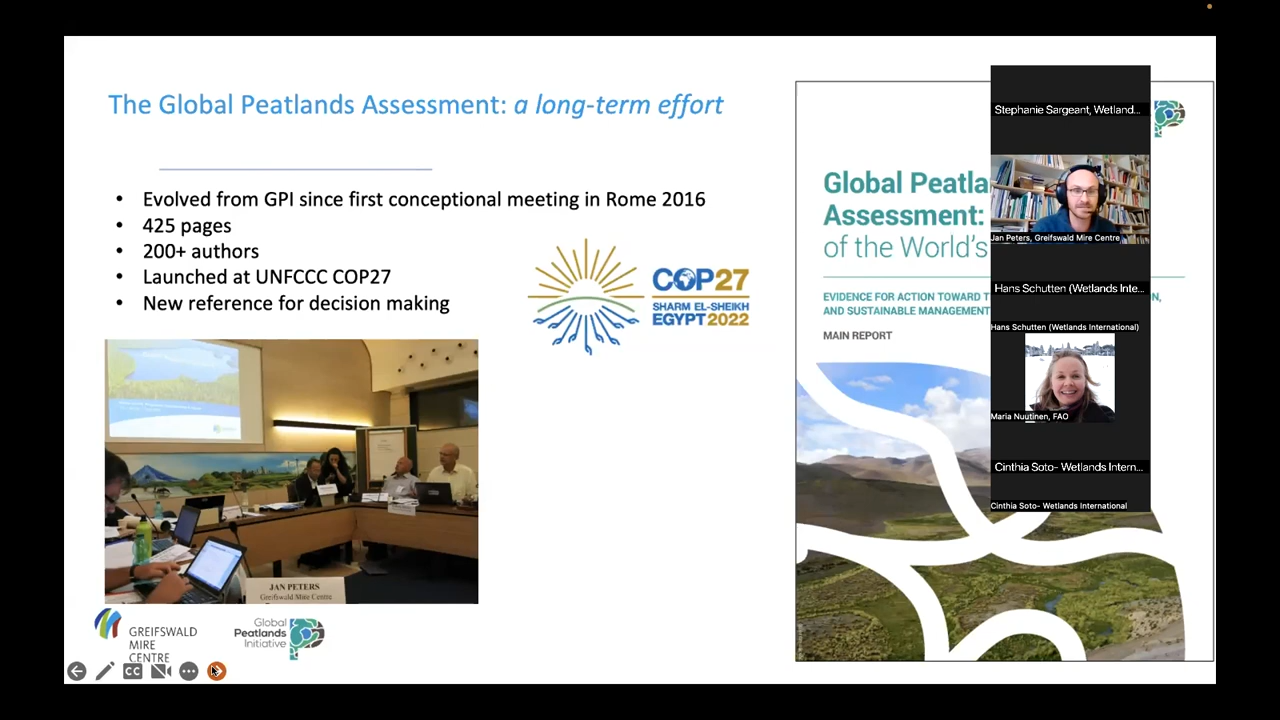 The Global Peatlands Assessment: a long-term effort
• Evolved from GPI since first conceptual meeting in Rome 2016
• 425 pages
• 200+ authors
• Launched at UNFCCC COP27
• New reference for decision making
COP27
SHARM EL-SHEIKH
EGYPT 2022
JAN PETERS
Greifswald Mire Centre
GREIFSWALD
MIRE
CENTRE
Global
Peatlands
Initiative
CC
Global Peatla
Assessment:
of the World's
EVIDENCE FOR ACTION TOWARD
AND SUSTAINABLE MANAGEMENT
MAIN REPORT
Stephanie Sargeant, Wetland...
Jan Peters, Greifswald Mire Centre
Hans Schutten (Wetlands Inte...
Hans Schutten (Wetlands International)
Maria Nuutinen, FAO
Cinthia Soto- Wetlands Intern...
Cinthia Soto- Wetlands International